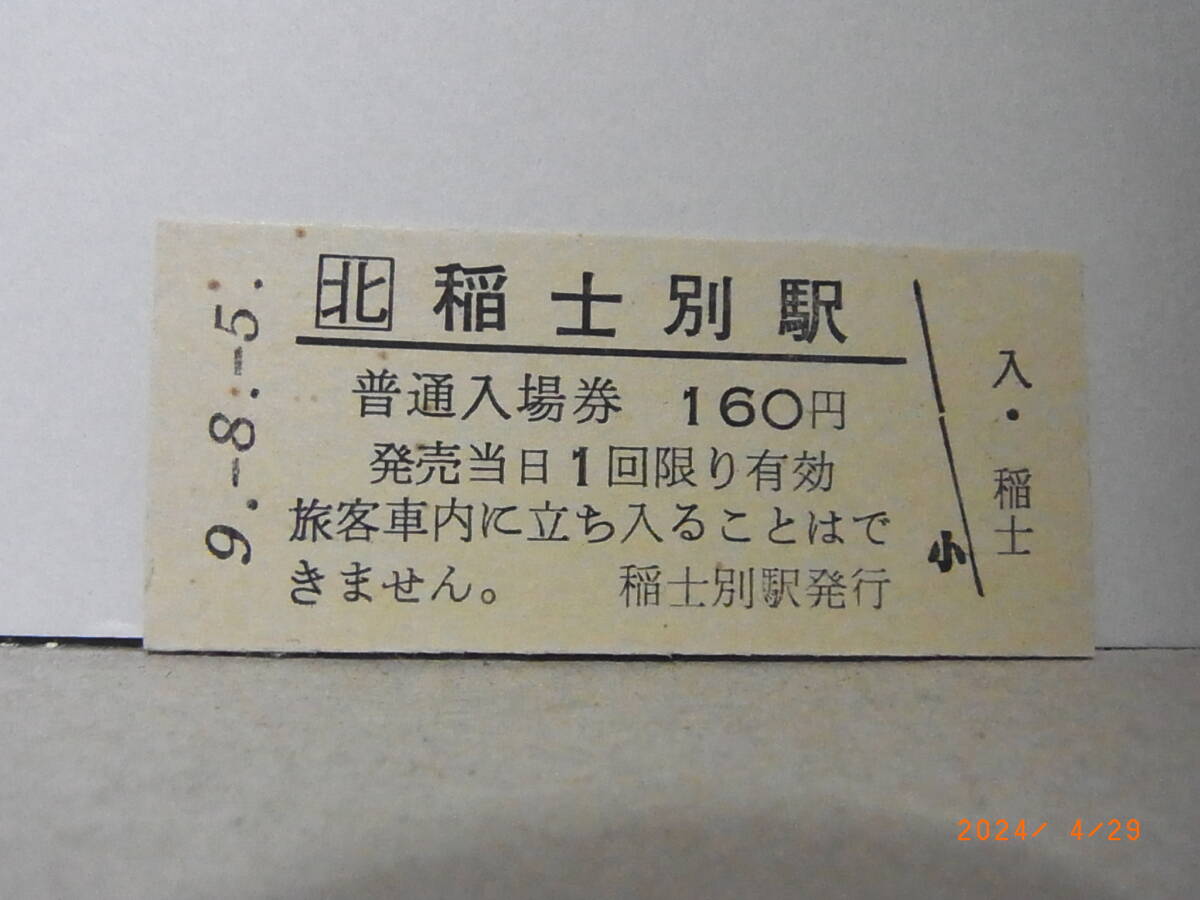 北 稲士別駅
普通入場券 160円
発売当日1回限り有効
旅客車内に立ち入ることはで
きません。 稲士別駅発行
9.-8.-5.
小
入・稲士
2024/ 4/29